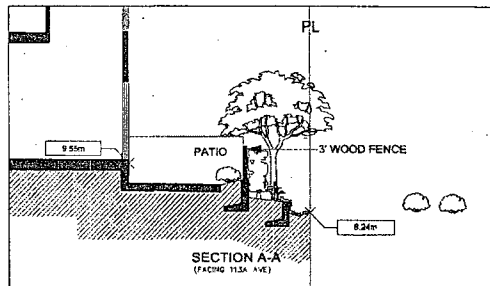 PL
9.55m
PATIO
3' WOOD FENCE
8.24m
SECTION A-A
(FACING 113A AVE)